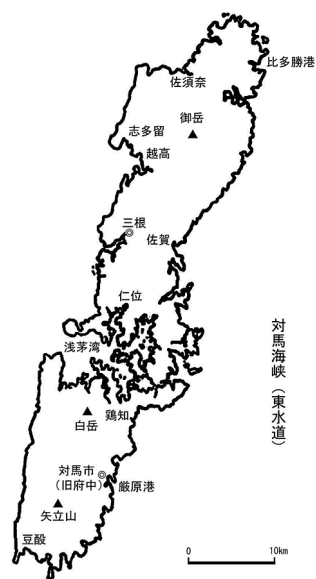 比多勝港
佐須奈
御岳
志多留
越高
三根
佐賀
仁位
浅茅湾
対馬海峡（東水道）
鶏知
白岳
対馬市
（旧府中）
厳原港
矢立山
豆酘
0
10km